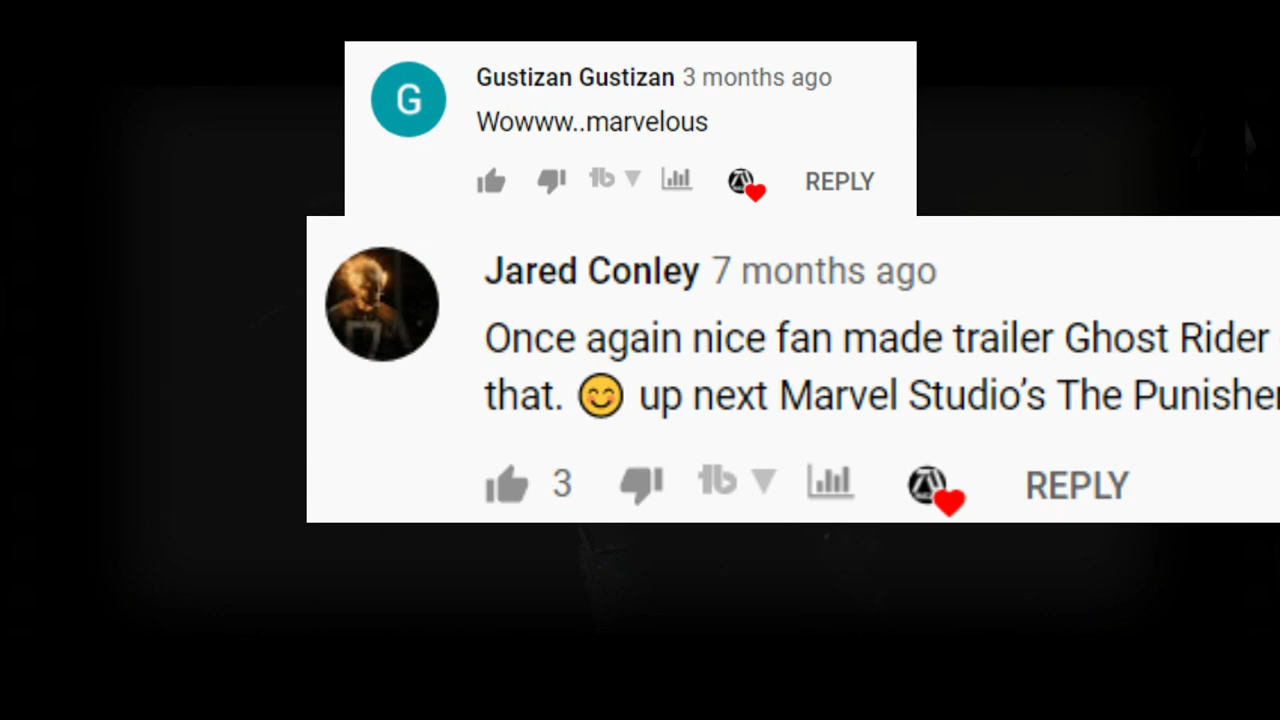 G
Gustizan Gustizan 3 months ago
Wowww..marvelous
REPLY
Jared Conley 7 months ago
Once again nice fan made trailer Ghost Rider
that. 😊 up next Marvel Studio’s The Punisher
3
REPLY